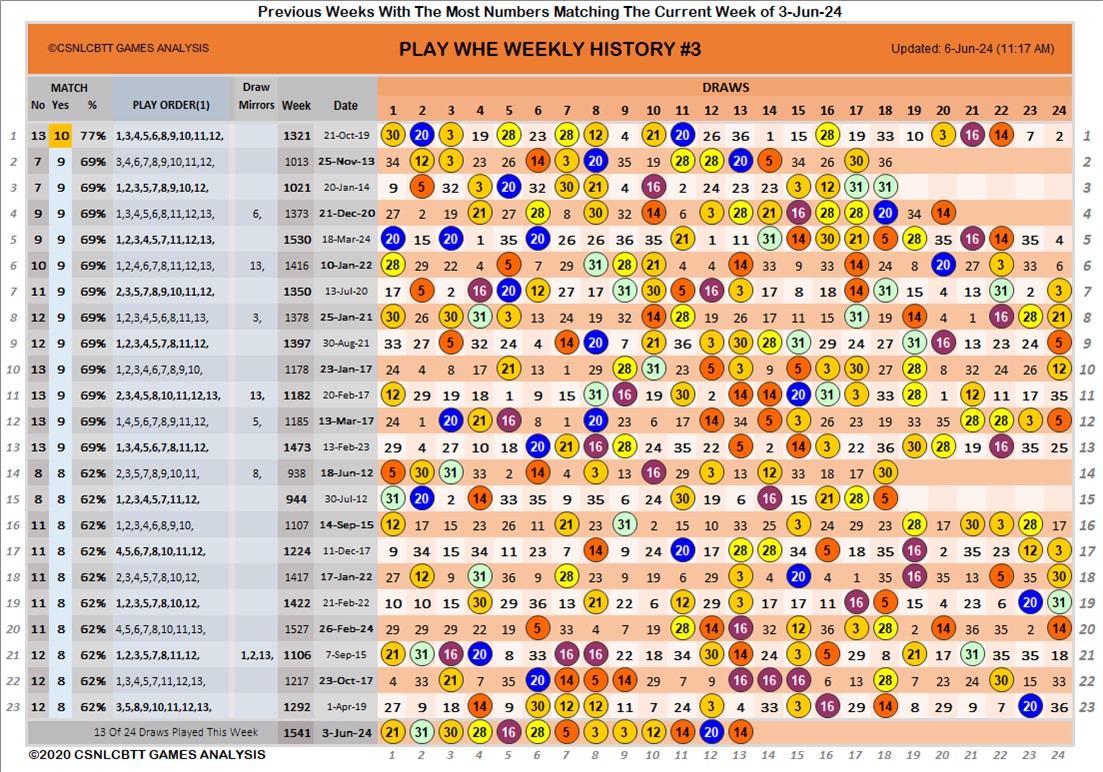 Previous Weeks With The Most Numbers Matching The Current Week of 3-Jun-24
©CSNLCBTT GAMES ANALYSIS PLAY WHE WEEKLY HISTORY #3 Updated: 6-Jun-24 (11:17 AM)
MATCH Draw DRAWS
No Yes % PLAY ORDER(1) Mirrors Week Date 1 2 3 4 5 6 7 8 9 10 11 12 13 14 15 16 17 18 19 20 21 22 23 24
1 13 10 77% 1,3,4,5,6,8,9,10,11,12, 1321 21-Oct-19 30 20 3 19 28 23 28 12 4 21 20 26 36 1 15 28 19 33 10 3 16 14 7 2 1
2 7 9 69% 3,4,6,7,8,9,10,11,12, 1013 25-Nov-13 34 12 3 23 26 14 3 20 35 19 28 28 20 14 34 26 30 36 2
3 7 9 69% 1,2,3,5,7,8,9,10,12, 1021 20-Jan-14 9 5 32 3 20 32 30 21 4 16 2 24 23 23 3 12 31 31 3
4 9 9 69% 1,3,4,5,6,8,11,12,13, 6, 1373 21-Dec-20 27 2 19 21 27 28 8 30 32 14 6 3 28 21 16 28 28 20 34 14 4
5 9 9 69% 1,2,3,4,5,7,11,12,13, 1530 18-Mar-24 20 15 20 1 35 20 26 26 36 35 21 1 11 31 14 30 21 5 28 35 16 14 35 4 5
6 10 9 69% 1,2,4,6,7,8,11,12,13, 13, 1416 10-Jan-22 28 29 22 4 5 7 29 31 28 21 4 4 14 33 9 33 14 24 8 20 27 3 33 6 6
7 11 9 69% 2,3,5,7,8,9,10,11,12, 1350 13-Jul-20 17 5 2 16 20 12 27 17 31 30 5 16 3 17 8 18 14 31 15 4 13 31 2 3 7
8 12 9 69% 1,2,3,4,5,6,8,11,13, 3, 1378 25-Jan-21 30 26 30 31 3 13 24 19 32 14 28 19 26 17 11 15 31 19 14 4 1 16 28 21 8
9 12 9 69% 1,2,3,4,5,7,8,11,12, 1397 30-Aug-21 33 27 5 32 24 4 14 20 7 21 36 3 30 28 31 29 24 27 31 16 13 23 24 5 9
10 13 9 69% 1,2,3,4,6,7,8,9,10, 1178 23-Jan-17 24 4 8 17 21 13 1 29 28 31 23 5 3 15 5 3 30 27 28 8 32 24 26 12 10
11 13 9 69% 2,3,4,5,8,10,11,12,13, 13, 1182 20-Feb-17 12 29 19 18 1 9 15 31 16 19 30 2 14 14 20 31 3 33 28 1 12 11 17 35 11
12 13 9 69% 1,2,3,4,5,6,7,9,11, 5, 1185 13-Mar-17 24 1 20 21 16 8 1 20 23 6 17 14 34 5 3 26 23 19 33 35 28 28 3 5 12
13 13 9 69% 1,3,4,5,6,7,8,11,12, 1473 13-Feb-23 29 4 27 10 18 20 21 16 28 24 35 22 5 2 14 3 22 36 30 28 19 16 35 25 13
14 8 8 62% 2,3,5,7,8,9,10,11, 8, 938 18-Jun-12 5 30 31 33 2 14 4 3 13 16 29 3 14 12 33 18 17 30 14
15 8 8 62% 1,2,3,4,5,7,11,12, 944 30-Jul-12 31 20 2 14 33 35 9 35 6 24 30 19 6 16 15 21 28 5 15
16 11 8 62% 1,2,3,4,6,8,9,10, 1107 14-Sep-15 12 17 15 23 26 11 21 23 31 2 15 10 33 25 3 24 29 23 28 17 30 3 28 17 16
17 11 8 62% 4,5,6,7,8,10,11,12, 1224 11-Dec-17 9 34 15 34 11 23 7 14 9 24 20 17 28 28 34 5 18 35 16 2 35 23 12 3 17
18 11 8 62% 2,3,4,5,7,8,10,12, 1417 17-Jan-22 27 12 9 31 36 9 28 23 9 19 6 29 3 4 20 4 1 35 16 35 13 5 35 30 18
19 11 8 62% 1,2,3,5,7,8,10,12, 1422 21-Feb-22 10 10 15 30 29 36 13 21 22 6 12 29 3 17 17 11 16 5 15 4 23 6 20 31 19
20 11 8 62% 4,5,6,7,8,10,11,13, 1527 26-Feb-24 29 29 29 22 19 5 33 4 7 19 28 14 16 32 12 36 3 28 2 14 36 35 2 14 20
21 12 8 62% 1,2,3,5,7,8,11,12, 1,2,13, 1106 7-Sep-15 21 31 16 20 8 33 16 16 22 18 34 30 14 24 3 5 29 8 21 17 31 35 35 18 21
22 12 8 62% 1,3,4,5,7,11,12,13, 1217 23-Oct-17 4 33 21 7 35 20 14 5 14 29 7 9 16 16 16 6 13 28 7 23 24 30 15 33 22
23 12 8 62% 3,5,8,9,10,11,12,13, 1292 1-Apr-19 27 9 18 14 9 30 12 12 11 7 24 3 4 33 3 16 29 14 8 29 9 7 20 36 23
13 Of 24 Draws Played This Week 1541 3-Jun-24 21 31 30 28 16 28 5 3 3 12 14 20 14
©2020 CSNLCBTT GAMES ANALYSIS 1 2 3 4 5 6 7 8 9 10 11 12 13 14 15 16 17 18 19 20 21 22 23 24